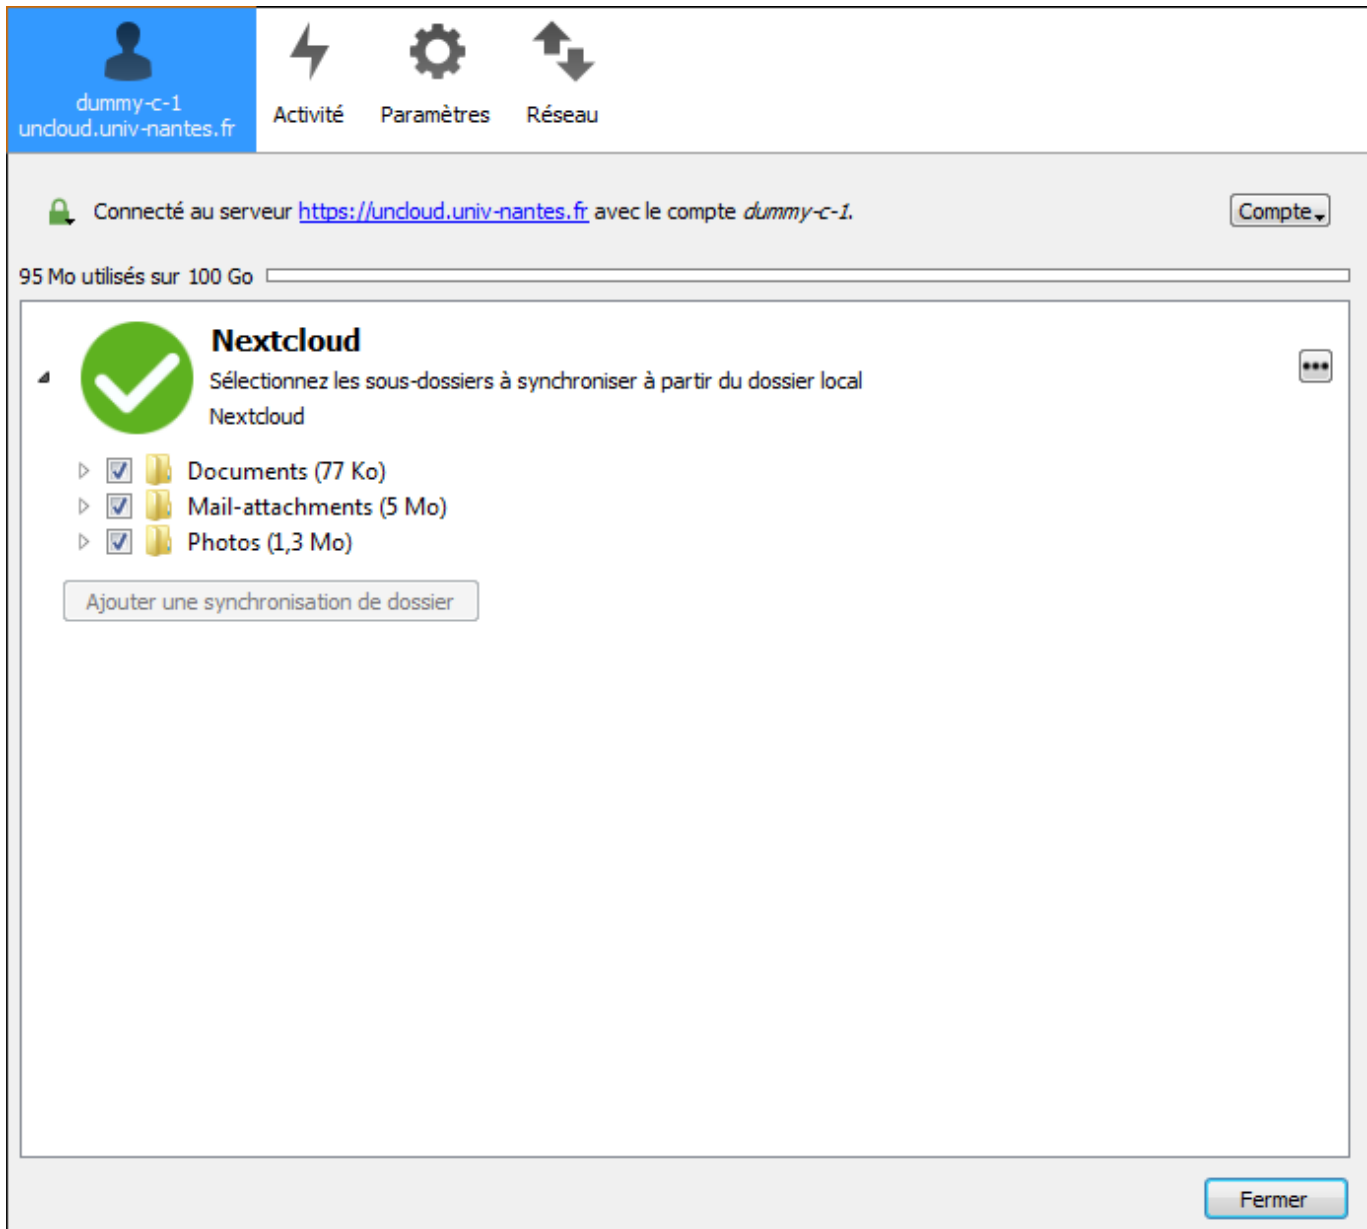 dummy-c-1
uncloud.univ-nantes.fr
Activité
Paramètres
Réseau
Connecté au serveur https://uncloud.univ-nantes.fr avec le compte dummy-c-1.
Compte
95 Mo utilisés sur 100 Go
Nextcloud
Sélectionnez les sous-dossiers à synchroniser à partir du dossier local
Nextcloud
Documents (77 Ko)
Mail-attachments (5 Mo)
Photos (1,3 Mo)
Ajouter une synchronisation de dossier
Fermer